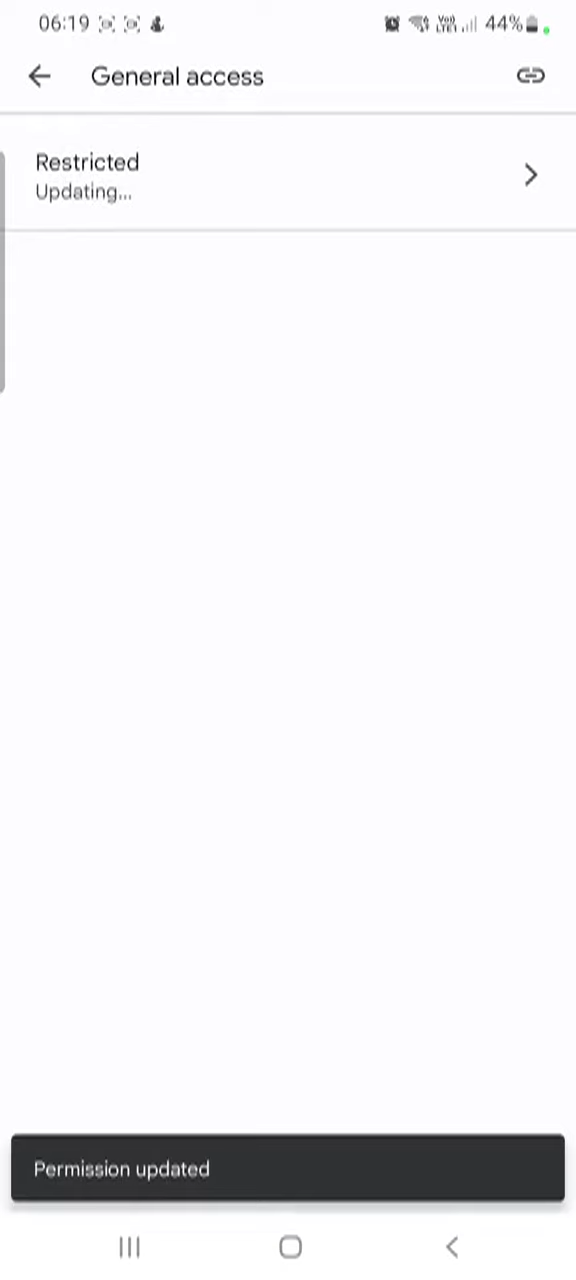 06:19 44%
General access
Restricted
Updating...
Permission updated